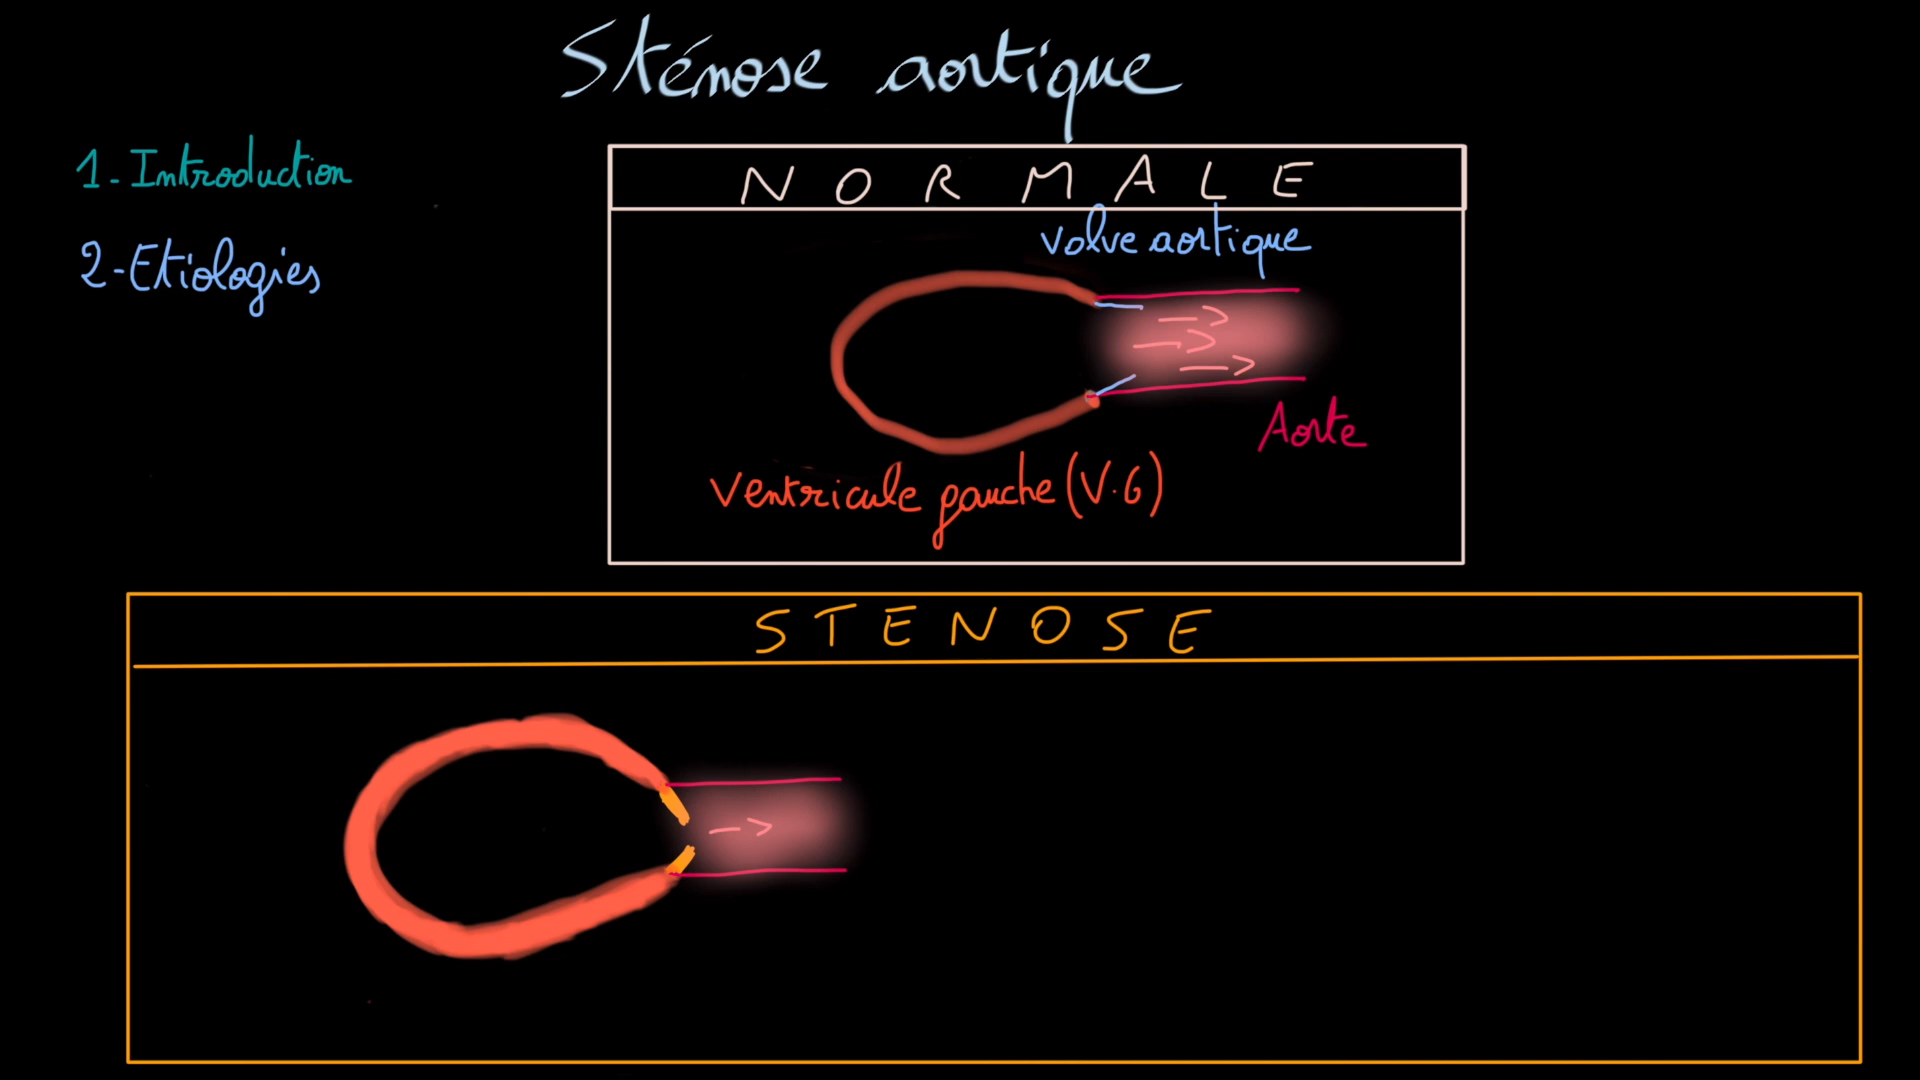 Sténose aortique
1-Introduction
2-Etiologies
NORMALE
Valve aortique
Aorte
Ventricule gauche (V.G)
STENOSE